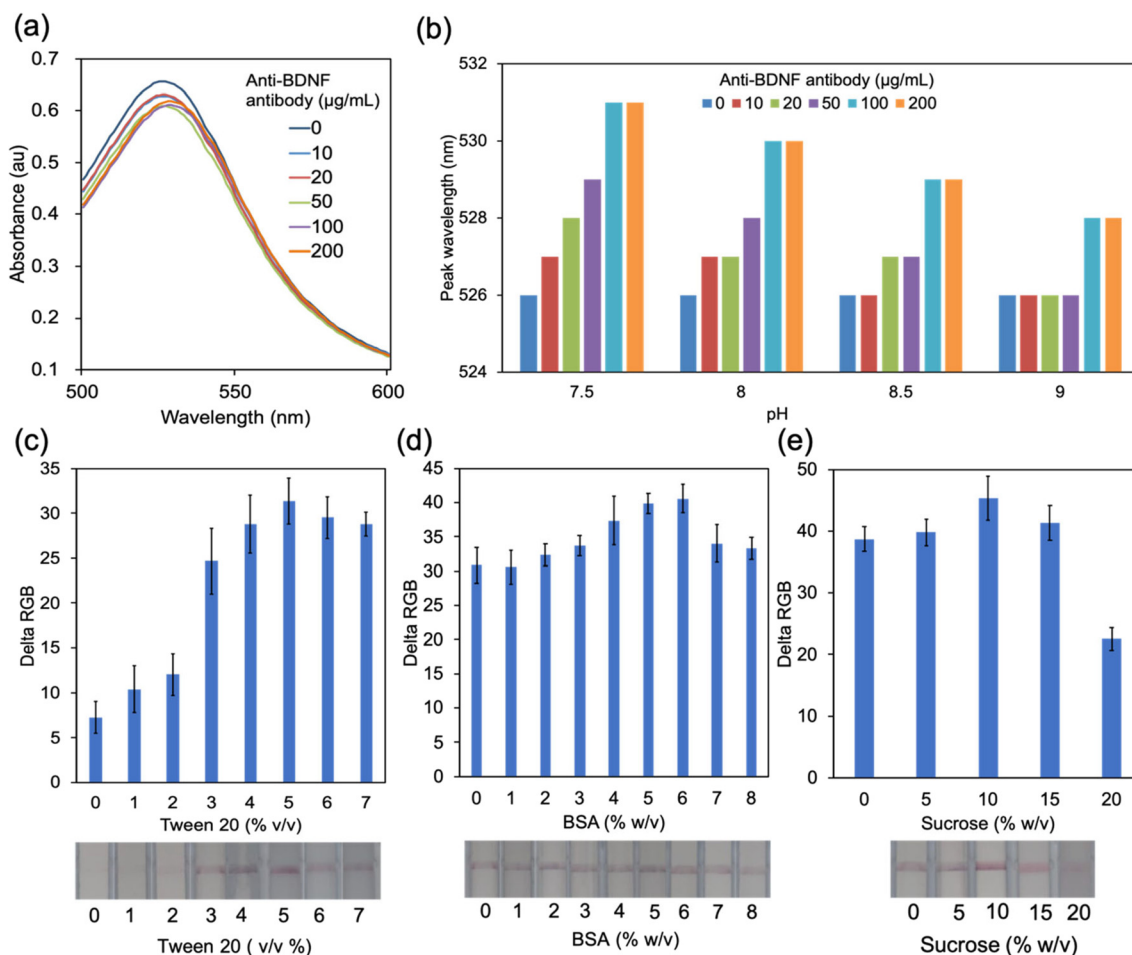 (a)
0.7
0.6
0.5
0.4
0.3
0.2
0.1
Absorbance (au)
500 550 600
Wavelength (nm)
Anti-BDNF
antibody (µg/mL)
0
10
20
50
100
200
(b)
532
530
528
526
524
Peak wavelength (nm)
Anti-BDNF antibody (µg/mL)
0 10 20 50 100 200
7.5 8 8.5 9
pH
(c)
35
30
25
20
15
10
5
0
Delta RGB
0 1 2 3 4 5 6 7
Tween 20 (% v/v)
0 1 2 3 4 5 6 7
Tween 20 ( v/v %)
(d)
45
40
35
30
25
20
15
10
5
0
Delta RGB
0 1 2 3 4 5 6 7 8
BSA (% w/v)
0 1 2 3 4 5 6 7 8
BSA (% w/v)
(e)
50
40
30
20
10
0
Delta RGB
0 5 10 15 20
Sucrose (% w/v)
0 5 10 15 20
Sucrose (% w/v)